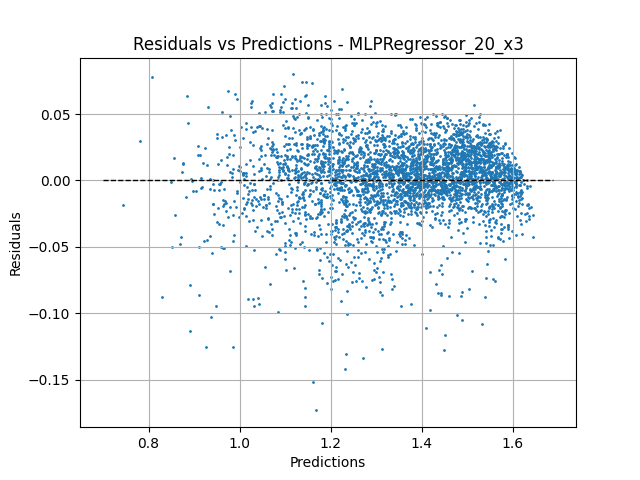 Residuals vs Predictions - MLPRegressor_20_x3
0.05
0.00
−0.05
−0.10
−0.15
Residuals
0.8 1.0 1.2 1.4 1.6
Predictions